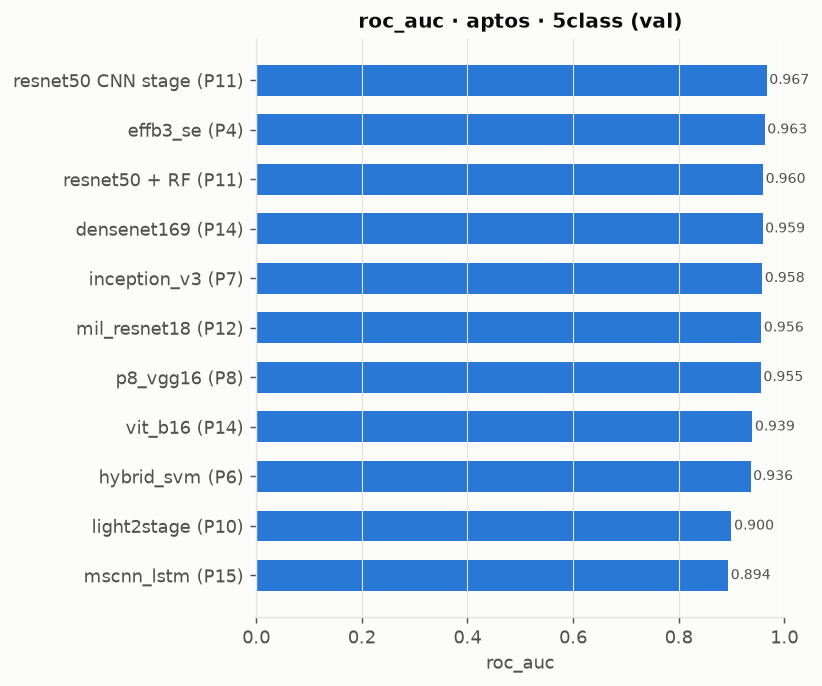 roc_auc · aptos · 5class (val)
resnet50 CNN stage (P11) 0.967
effb3_se (P4) 0.963
resnet50 + RF (P11) 0.960
densenet169 (P14) 0.959
inception_v3 (P7) 0.958
mil_resnet18 (P12) 0.956
p8_vgg16 (P8) 0.955
vit_b16 (P14) 0.939
hybrid_svm (P6) 0.936
light2stage (P10) 0.900
mscnn_lstm (P15) 0.894
0.0 0.2 0.4 0.6 0.8 1.0
roc_auc